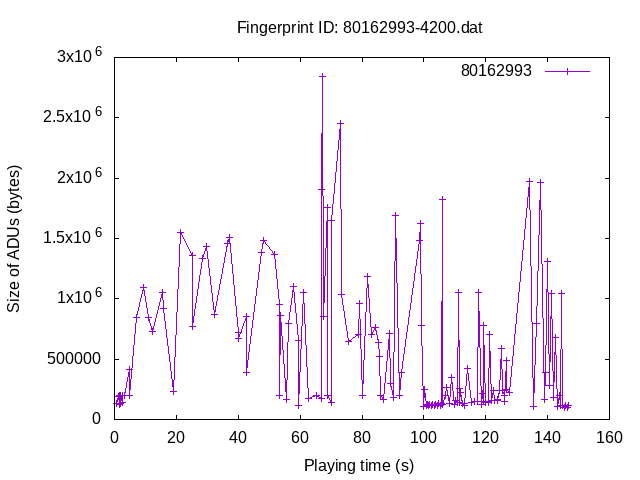 Fingerprint ID: 80162993-4200.dat
3x10^6
80162993
2.5x10^6
2x10^6
1.5x10^6
1x10^6
500000
0
Size of ADUs (bytes)
0 20 40 60 80 100 120 140 160
Playing time (s)